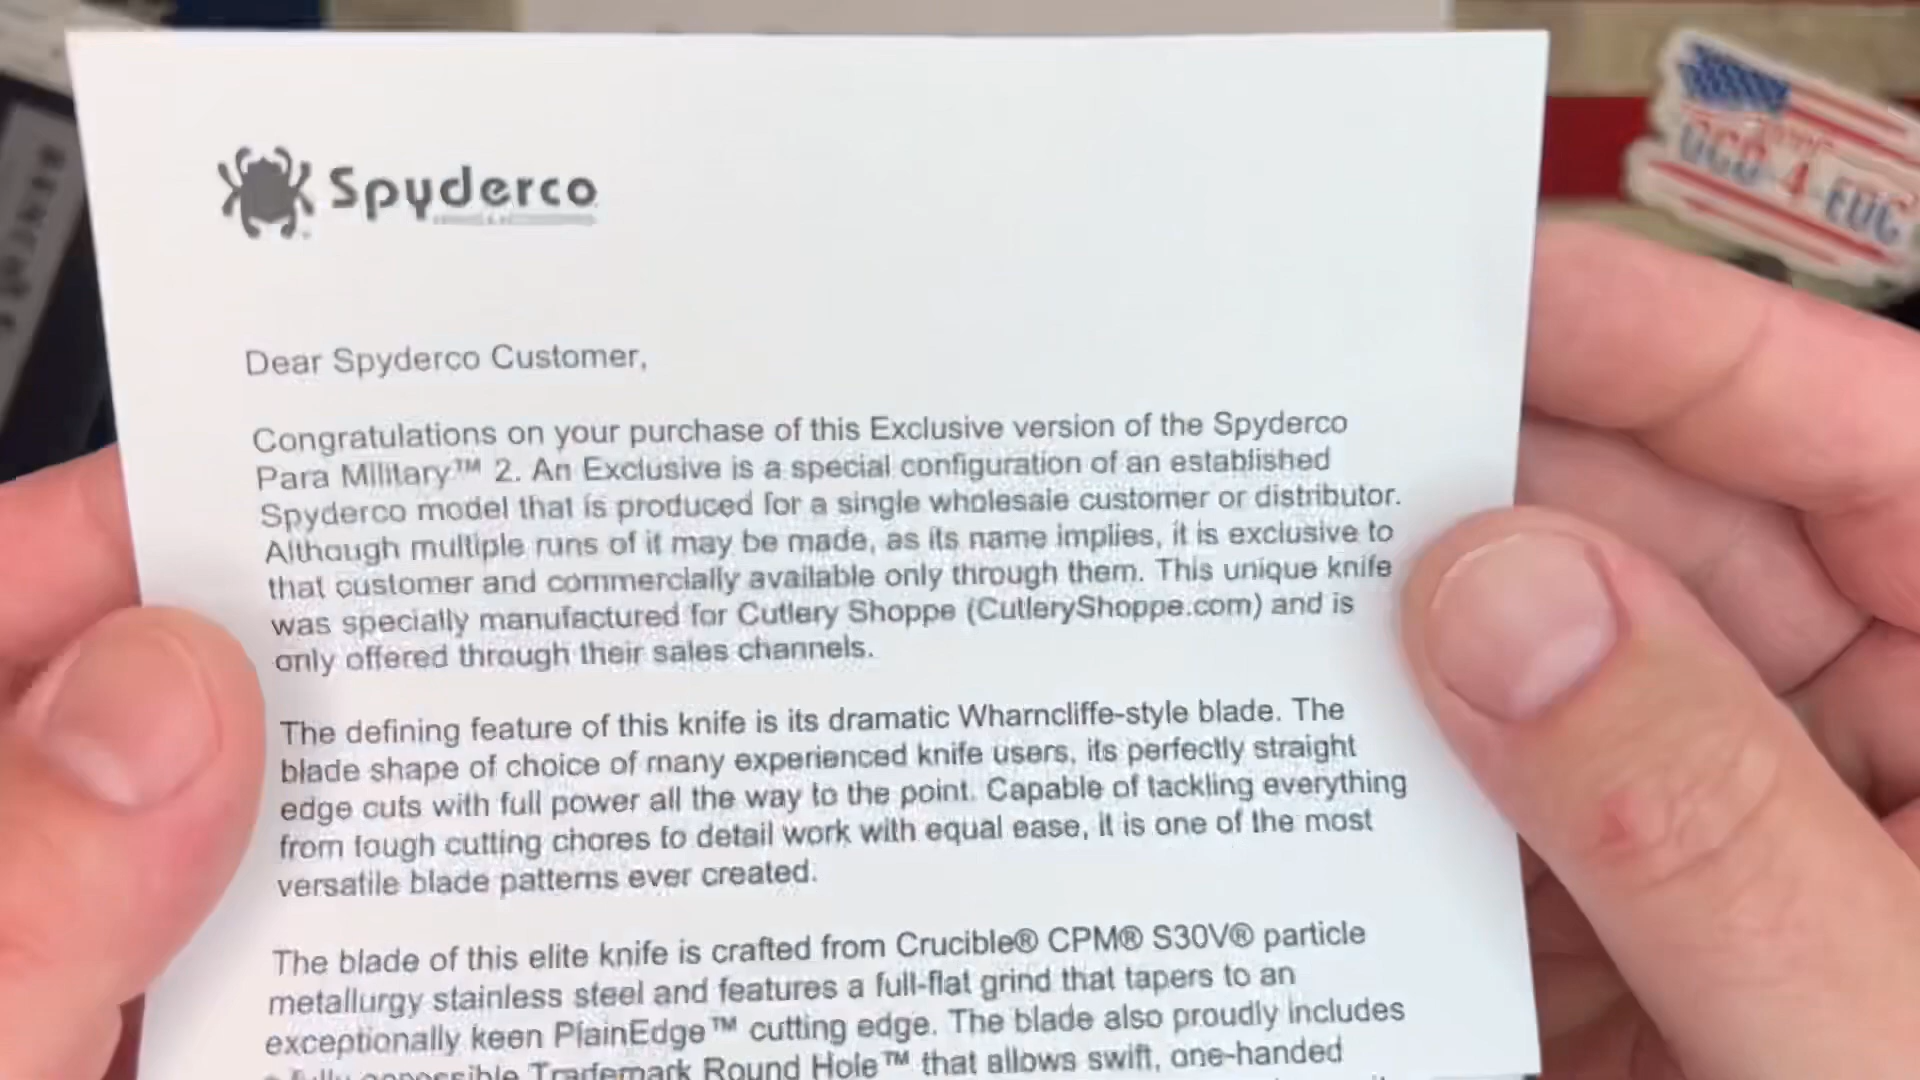 Spyderco
Dear Spyderco Customer,
Congratulations on your purchase of this Exclusive version of the Spyderco
Para Military™ 2. An Exclusive is a special configuration of an established
Spyderco model that is produced for a single wholesale customer or distributor.
Although multiple runs of it may be made, as its name implies, it is exclusive to
that customer and commercially available only through them. This unique knife
was specially manufactured for Cutlery Shoppe (CutleryShoppe.com) and is
only offered through their sales channels.
The defining feature of this knife is its dramatic Wharncliffe-style blade. The
blade shape of choice of many experienced knife users, its perfectly straight
edge cuts with full power all the way to the point. Capable of tackling everything
from tough cutting chores to detail work with equal ease, it is one of the most
versatile blade patterns ever created.
The blade of this elite knife is crafted from Crucible® CPM® S30V® particle
metallurgy stainless steel and features a full-flat grind that tapers to an
exceptionally keen PlainEdge™ cutting edge. The blade also proudly includes
fully accessible Trademark Round Hole™ that allows swift, one-handed